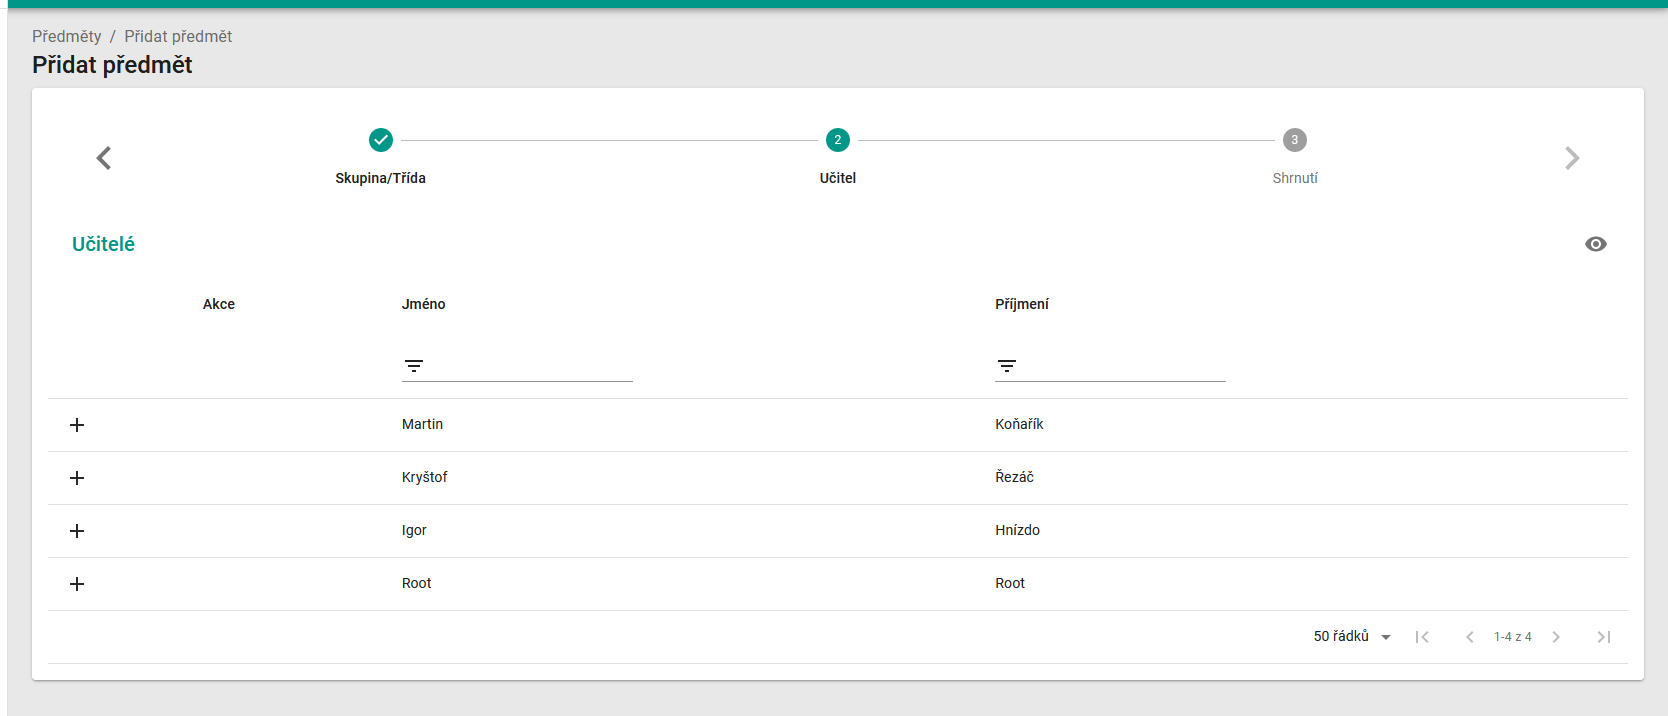 Předměty / Přidat předmět
Přidat předmět
2 3
Skupina/Třída Učitel Shrnutí
Učitelé
Akce Jméno Příjmení
Martin Koňařík
Kryštof Řezáč
Igor Hnízdo
Root Root
50 řádků 1-4 z 4